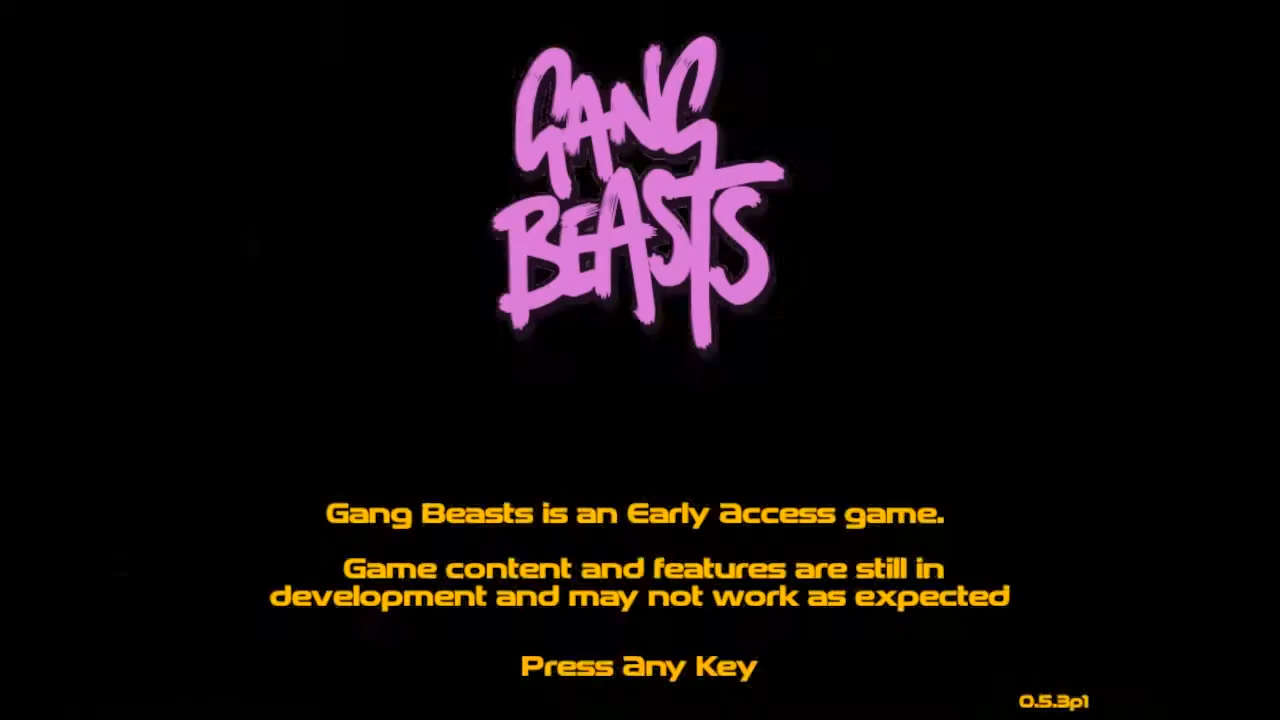 GANG
BEASTS
Gang Beasts is an Early Access game.
Game content and features are still in
development and may not work as expected
Press Any Key
0.5.3p1